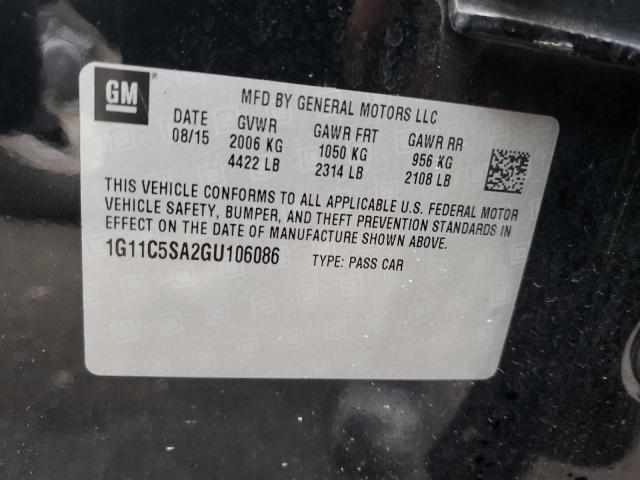 GM
MFD BY GENERAL MOTORS LLC
DATE GVWR GAWR FRT GAWR RR
08/15 2006 KG 1050 KG 956 KG
4422 LB 2314 LB 2108 LB
THIS VEHICLE CONFORMS TO ALL APPLICABLE U.S. FEDERAL MOTOR
VEHICLE SAFETY, BUMPER, AND THEFT PREVENTION STANDARDS IN
EFFECT ON THE DATE OF MANUFACTURE SHOWN ABOVE.
1G11C5SA2GU106086 TYPE: PASS CAR